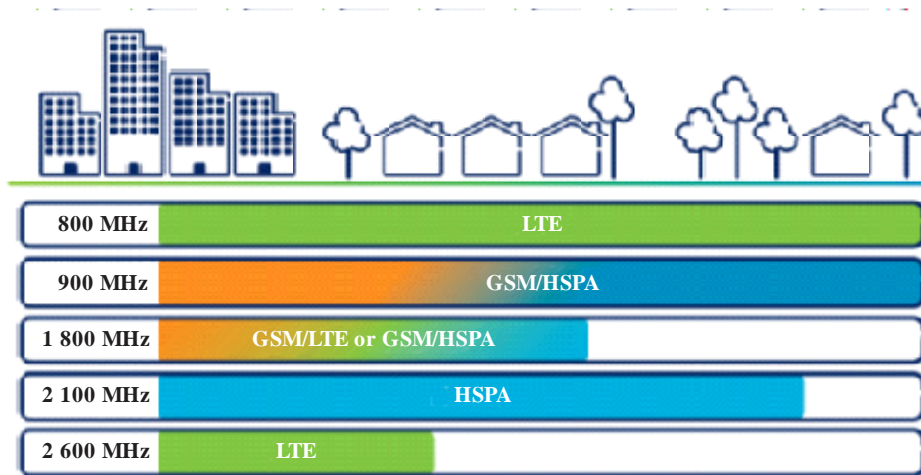 800 MHz LTE
900 MHz GSM/HSPA
1 800 MHz GSM/LTE or GSM/HSPA
2 100 MHz HSPA
2 600 MHz LTE